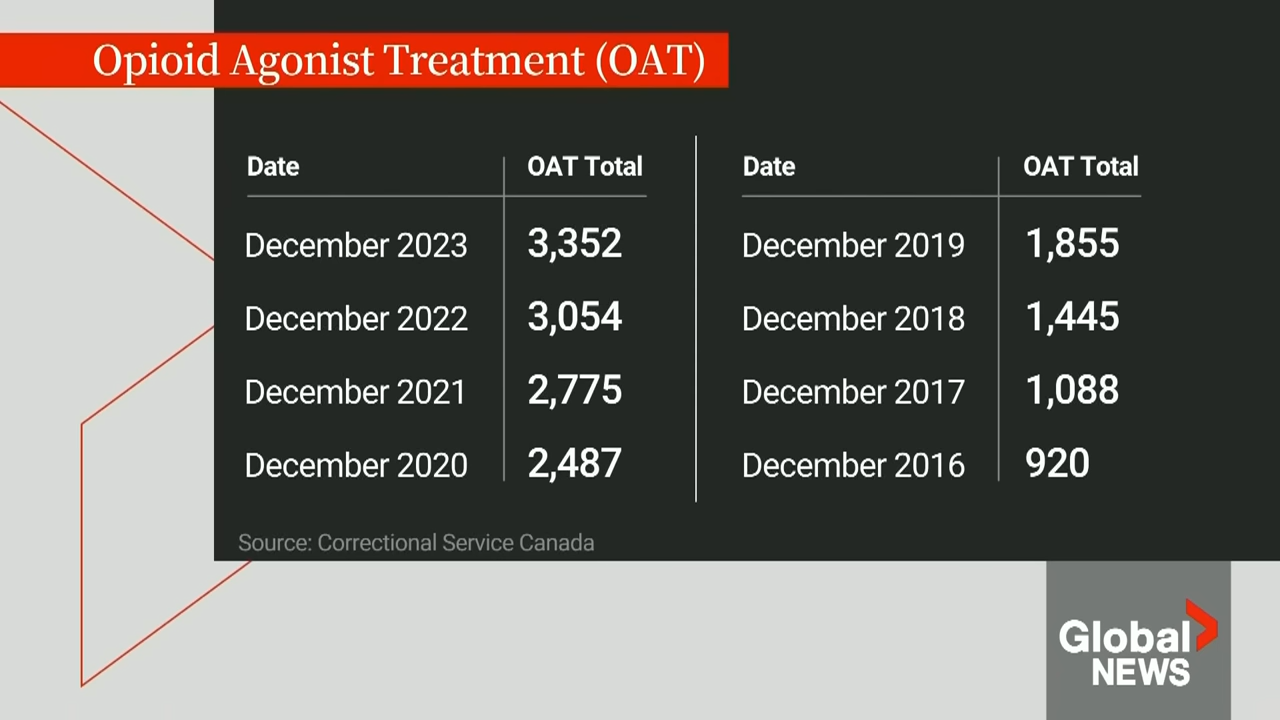 Opioid Agonist Treatment (OAT)
Date OAT Total
December 2023 3,352
December 2022 3,054
December 2021 2,775
December 2020 2,487
Date OAT Total
December 2019 1,855
December 2018 1,445
December 2017 1,088
December 2016 920
Source: Correctional Service Canada
Global
NEWS